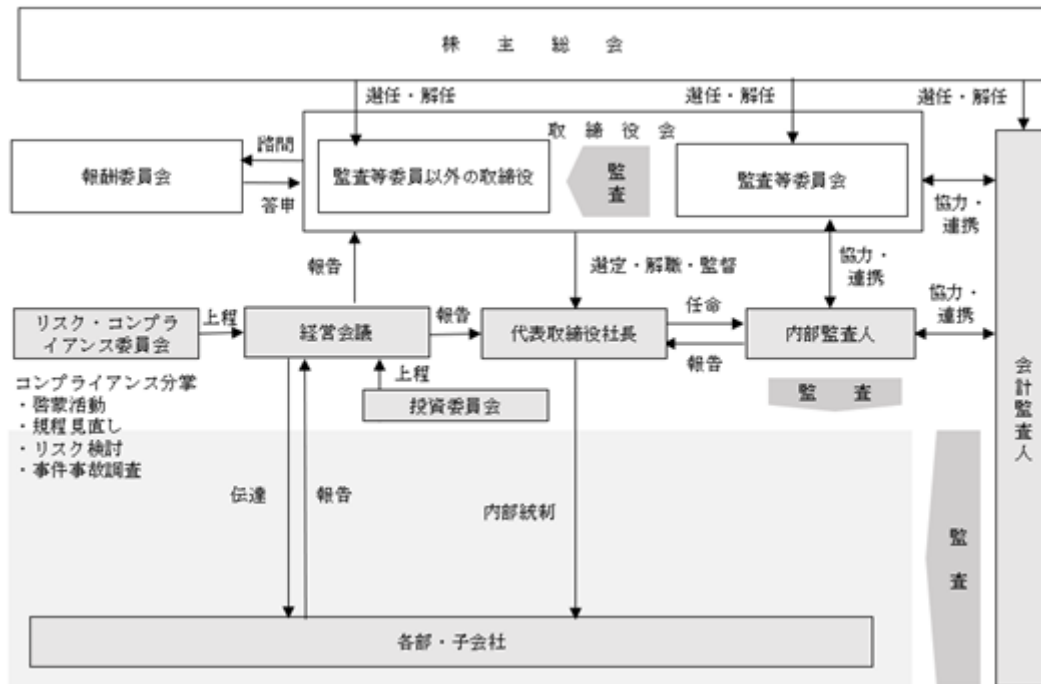 株主総会
選任・解任
選任・解任
選任・解任
取締役会
諮問
報酬委員会
答申
監査等委員以外の取締役
監査
監査等委員会
協力・
連携
報告
選定・解職・監督
協力・
連携
協力・
連携
リスク・コンプラ
イアンス委員会
上程
経営会議
報告
代表取締役社長
任命
報告
内部監査人
上程
投資委員会
監査
会計監査人
コンプライアンス分掌
・啓蒙活動
・規程見直し
・リスク検討
・事件事故調査
伝達
報告
内部統制
監査
各部・子会社